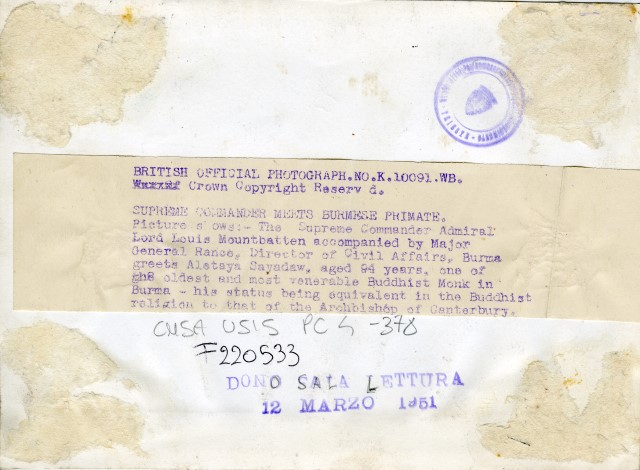 BRITISH OFFICIAL PHOTOGRAPH.NO.K.10091.WB.
Crown Copyright Reserv d.
SUPREME COMMANDER MEETS BURMESE PRIMATE.
Picture s ows:- The Supreme Commander Admiral
Lord Louis Mountbatten accompanied by Major
General Rance, Director of Civil Affairs, Burma
greets Aletaya Sayadaw, aged 94 years, one of
the oldest and most venerable Buddhist Monk in
Burma - his status being equivalent in the Buddhist
religion to that of the Archbishop of Canterbury.
CNSA USIS PC 4 -378
F220533
DONO SALA LETTURA
12 MARZO 1951